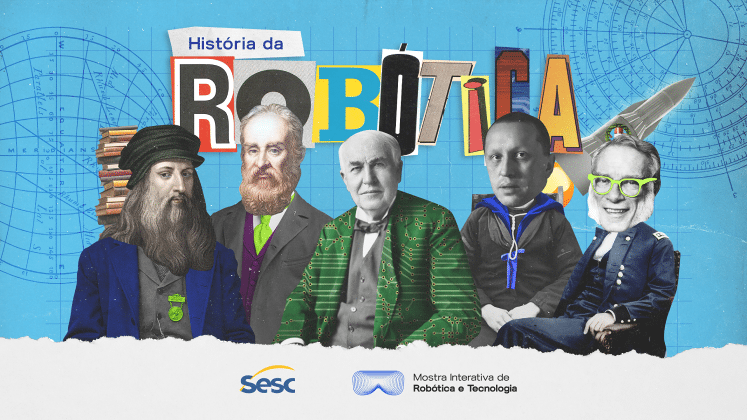 História da
ROBÓTICA
Sesc
Mostra Interativa de
Robótica e Tecnologia